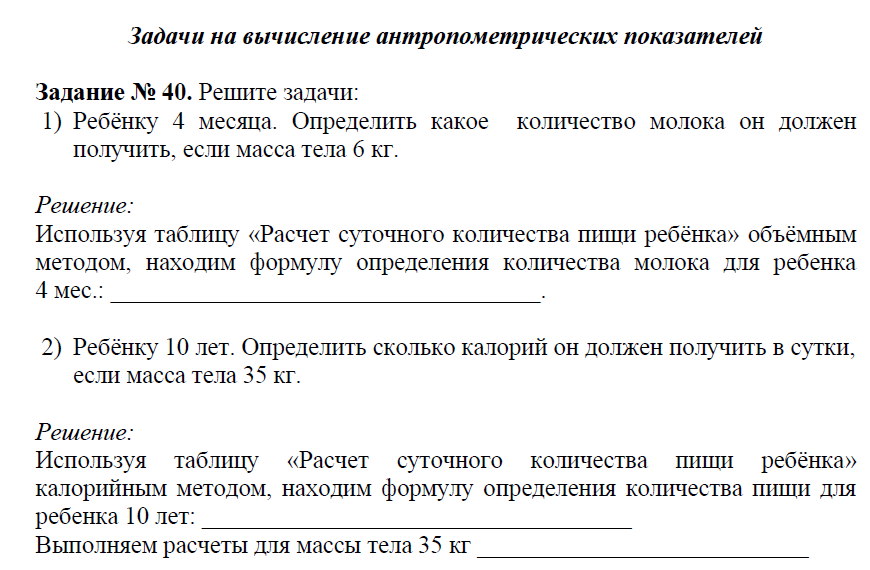 Задачи на вычисление антропометрических показателей
Задание № 40. Решите задачи:
1) Ребёнку 4 месяца. Определить какое количество молока он должен
получить, если масса тела 6 кг.
Решение:
Используя таблицу «Расчет суточного количества пищи ребёнка» объёмным
методом, находим формулу определения количества молока для ребенка
4 мес.: ___________________________________.
2) Ребёнку 10 лет. Определить сколько калорий он должен получить в сутки,
если масса тела 35 кг.
Решение:
Используя таблицу «Расчет суточного количества пищи ребёнка»
калорийным методом, находим формулу определения количества пищи для
ребенка 10 лет: ___________________________________
Выполняем расчеты для массы тела 35 кг ___________________________